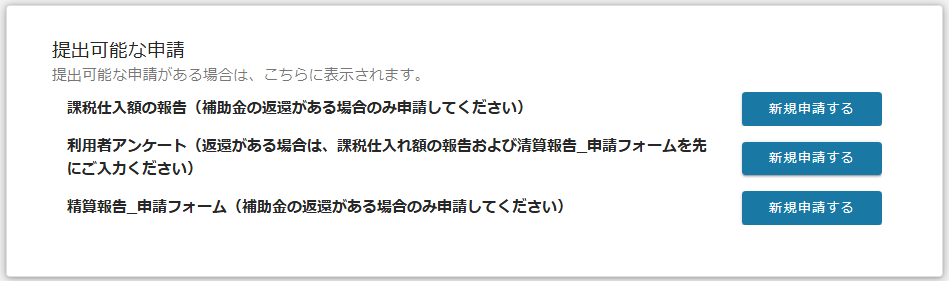 提出可能な申請
提出可能な申請がある場合は、こちらに表示されます。
課税仕入額の報告（補助金の返還がある場合のみ申請してください）
新規申請する
利用者アンケート（返還がある場合は、課税仕入れ額の報告および清算報告_申請フォームを先
にご入力ください）
新規申請する
精算報告_申請フォーム（補助金の返還がある場合のみ申請してください）
新規申請する